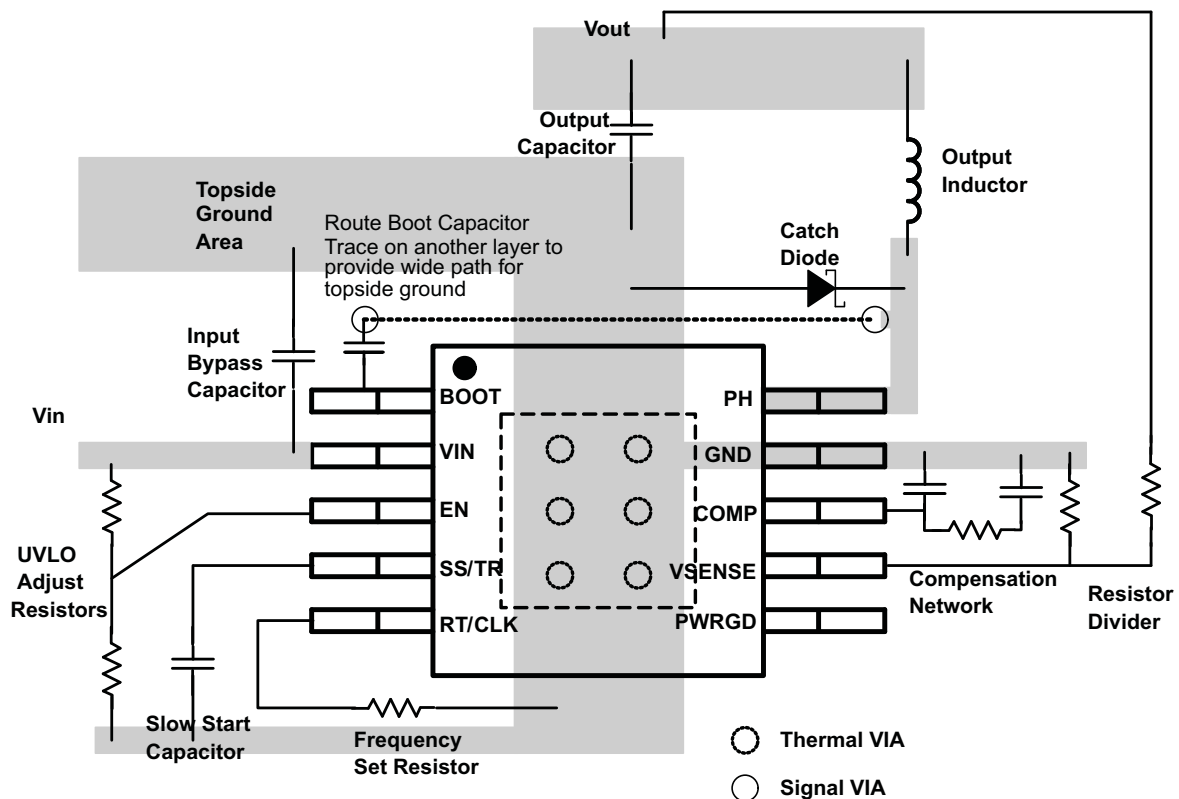 Vout
Output
Capacitor
Output
Inductor
Topside
Ground
Area
Route Boot Capacitor
Trace on another layer to
provide wide path for
topside ground
Catch
Diode
Input
Bypass
Capacitor
Vin
BOOT
VIN
EN
SS/TR
RT/CLK
PH
GND
COMP
VSENSE
PWRGD
UVLO
Adjust
Resistors
Compensation
Network
Resistor
Divider
Slow Start
Capacitor
Frequency
Set Resistor
Thermal VIA
Signal VIA